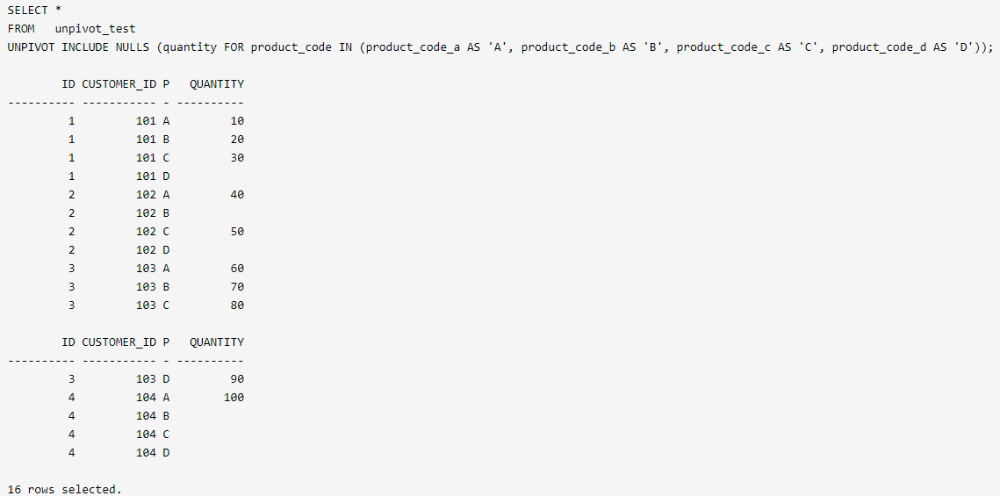 SELECT *
FROM   unpivot_test
UNPIVOT INCLUDE NULLS (quantity FOR product_code IN (product_code_a AS 'A', product_code_b AS 'B', product_code_c AS 'C', product_code_d AS 'D'));

        ID CUSTOMER_ID P   QUANTITY
---------- ----------- - ----------
         1         101 A         10
         1         101 B         20
         1         101 C         30
         1         101 D
         2         102 A         40
         2         102 B
         2         102 C         50
         2         102 D
         3         103 A         60
         3         103 B         70
         3         103 C         80

        ID CUSTOMER_ID P   QUANTITY
---------- ----------- - ----------
         3         103 D         90
         4         104 A        100
         4         104 B
         4         104 C
         4         104 D

16 rows selected.